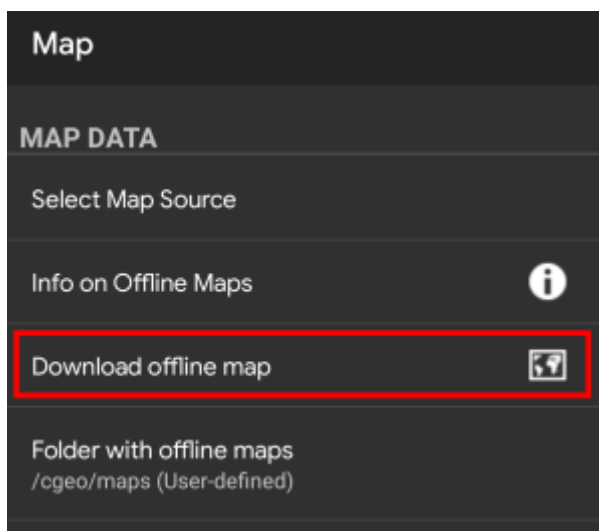 Map
MAP DATA
Select Map Source
Info on Offline Maps
Download offline map
Folder with offline maps
/cgeo/maps (User-defined)